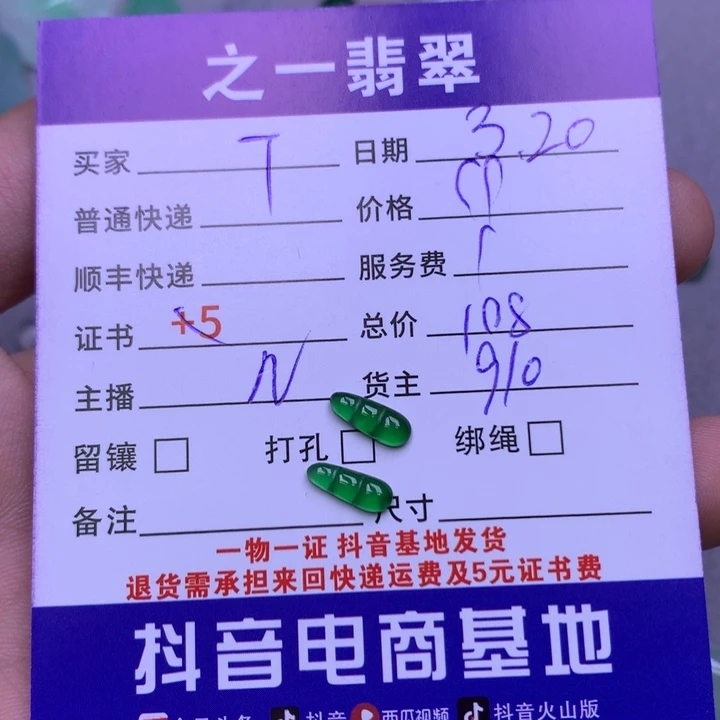 之一翡翠
买家 T 日期 3.20
普通快递 价格
顺丰快递 服务费
证书 +5 总价 108
主播 N 货主 910
留镶 打孔 绑绳
备注 尺寸
一物一证 抖音基地发货
退货需承担来回快递运费及5元证书费
抖音电商基地
抖音 西瓜视频 抖音火山版